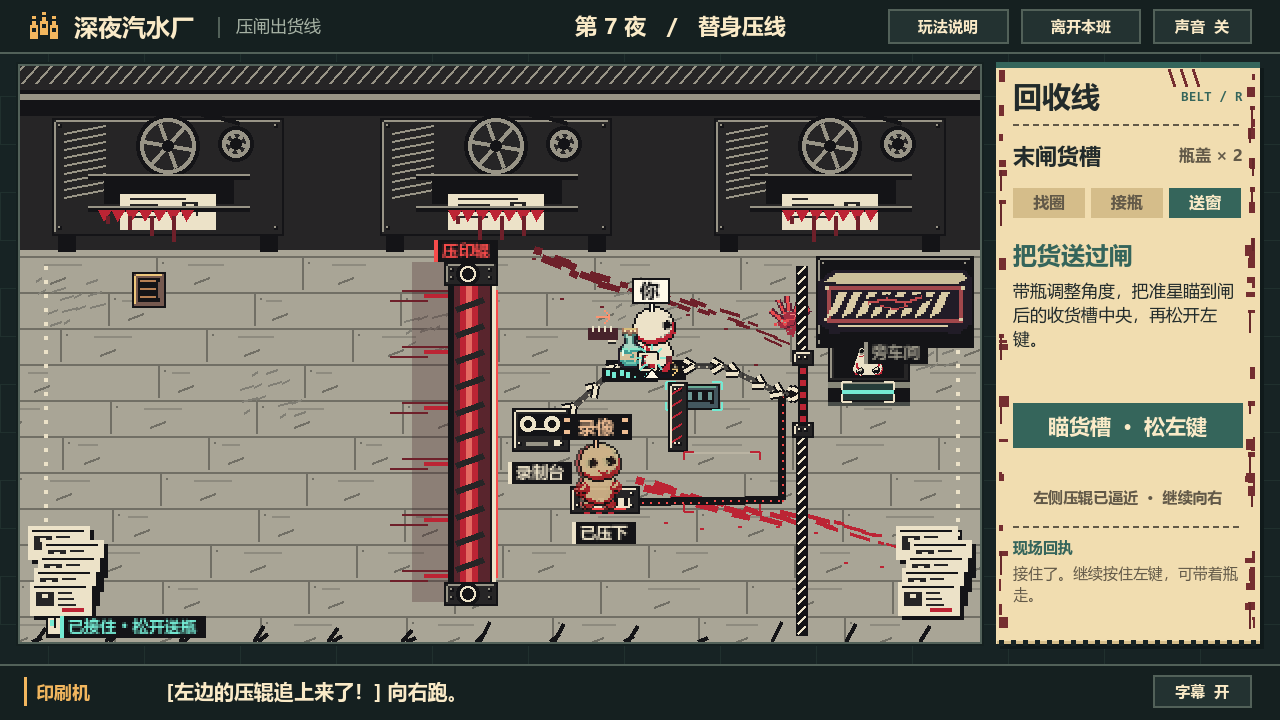 深夜汽水厂
压闸出货线
第 7 夜 / 替身压线
玩法说明
离开本班
声音 关
压印辊
你
旁车间
录像
录制台
已压下
已接住·松开送瓶
回收线
BELT / R
末闸货槽
瓶盖 × 2
找圈
接瓶
送窗
把货送过闸
带瓶调整角度，把准星瞄到闸
后的收货槽中央，再松开左
键。
瞄货槽 • 松左键
左侧压辊已逼近 • 继续向右
现场回执
接住了。继续按住左键，可带着瓶
走。
印刷机
[左边的压辊追上来了！] 向右跑。
字幕 开